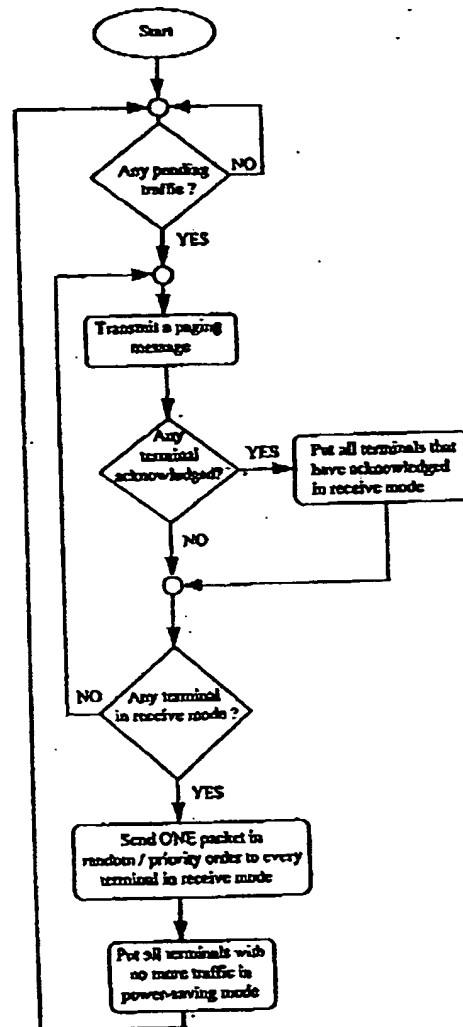 Start
Any pending
traffic ?
NO
YES
Transmit a paging
message
Any
terminal
acknowledged?
YES
Put all terminals that
have acknowledged
in receive mode
NO
NO
Any terminal
in receive mode ?
YES
Send ONE packet in
random / priority order to every
terminal in receive mode
Put all terminals with
no more traffic in
power-saving mode